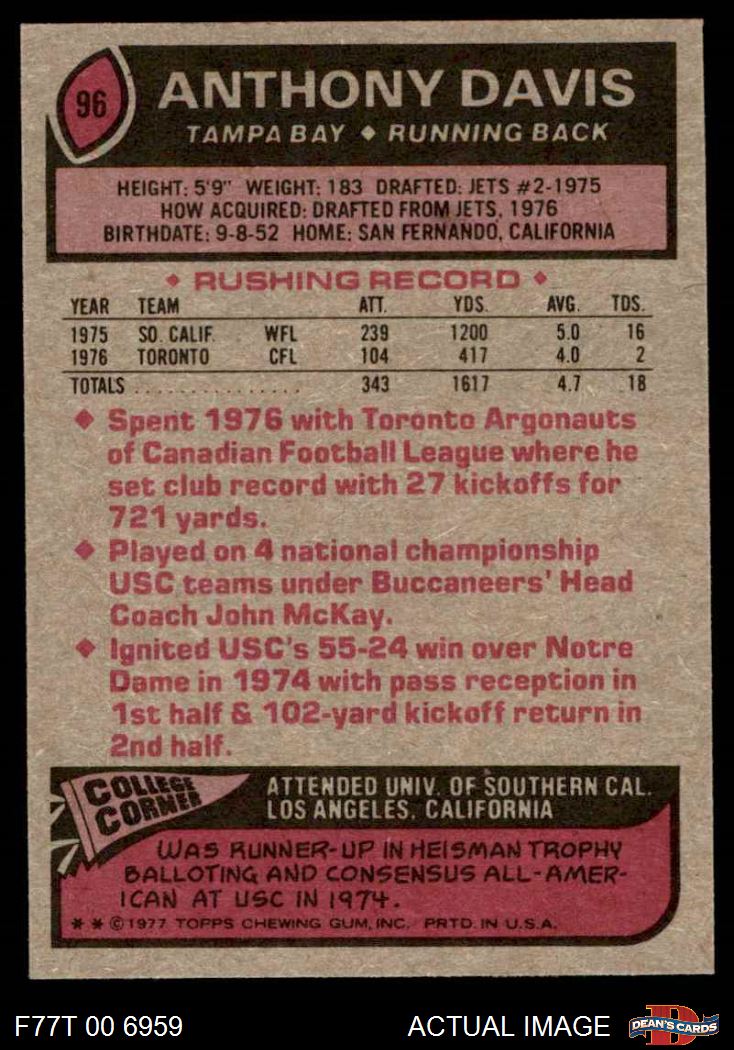 96
ANTHONY DAVIS
TAMPA BAY ◆ RUNNING BACK
HEIGHT: 5'9" WEIGHT: 183 DRAFTED: JETS #2-1975
HOW ACQUIRED: DRAFTED FROM JETS, 1976
BIRTHDATE: 9-8-52 HOME: SAN FERNANDO, CALIFORNIA
◆ RUSHING RECORD ◆
YEAR TEAM ATT. YDS. AVG. TDS.
1975 SO. CALIF. WFL 239 1200 5.0 16
1976 TORONTO CFL 104 417 4.0 2
TOTALS ................ 343 1617 4.7 18
◆ Spent 1976 with Toronto Argonauts
of Canadian Football League where he
set club record with 27 kickoffs for
721 yards.
◆ Played on 4 national championship
USC teams under Buccaneers' Head
Coach John McKay.
◆ Ignited USC's 55-24 win over Notre
Dame in 1974 with pass reception in
1st half & 102-yard kickoff return in
2nd half.
COLLEGE
CORNER
ATTENDED UNIV. OF SOUTHERN CAL.
LOS ANGELES, CALIFORNIA
WAS RUNNER-UP IN HEISMAN TROPHY
BALLOTING AND CONSENSUS ALL-AMER-
ICAN AT USC IN 1974.
* * © 1977 TOPPS CHEWING GUM, INC. PRTD. IN U.S.A.
F77T 00 6959
ACTUAL IMAGE
D
DEAN'S CARDS